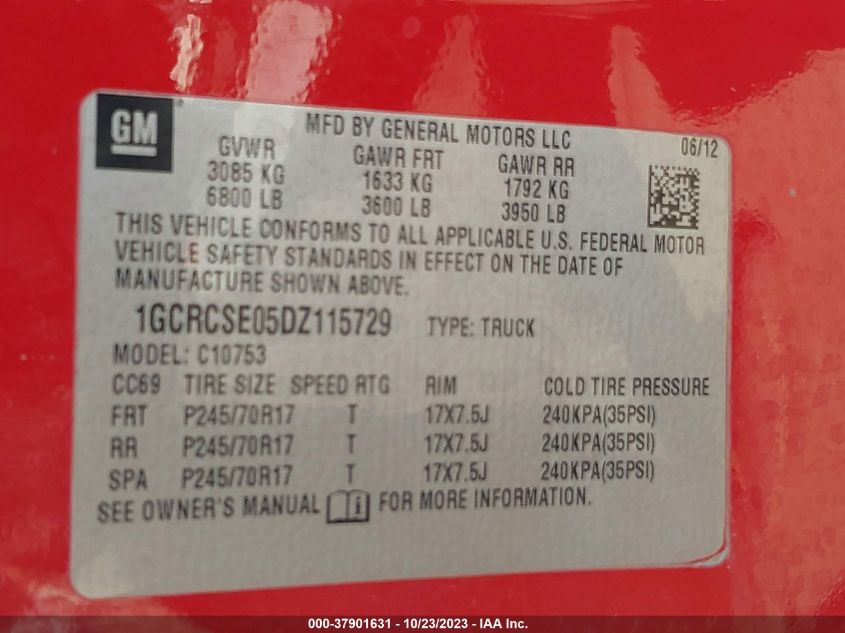 GM
®
MFD BY GENERAL MOTORS LLC 06/12
GVWR GAWR FRT GAWR RR
3085 KG 1633 KG 1792 KG
6800 LB 3600 LB 3950 LB
THIS VEHICLE CONFORMS TO ALL APPLICABLE U.S. FEDERAL MOTOR
VEHICLE SAFETY STANDARDS IN EFFECT ON THE DATE OF
MANUFACTURE SHOWN ABOVE.
1GCRCSE05DZ115729 TYPE: TRUCK
MODEL: C10753
CC69 TIRE SIZE SPEED RTG RIM COLD TIRE PRESSURE
FRT P245/70R17 T 17X7.5J 240KPA(35PSI)
RR P245/70R17 T 17X7.5J 240KPA(35PSI)
SPA P245/70R17 T 17X7.5J 240KPA(35PSI)
SEE OWNER'S MANUAL i FOR MORE INFORMATION.
000-37901631 - 10/23/2023 - IAA Inc.